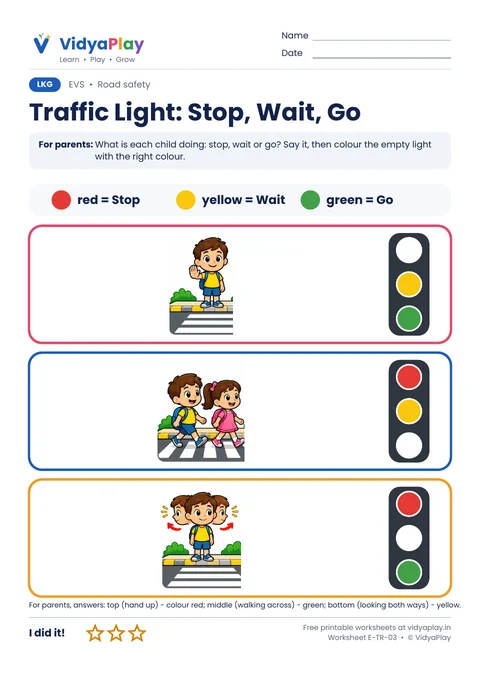 VidyaPlay
Learn • Play • Grow
Name
Date
LKG EVS • Road safety
Traffic Light: Stop, Wait, Go
For parents: What is each child doing: stop, wait or go? Say it, then colour the empty light
with the right colour.
red = Stop yellow = Wait green = Go
For parents, answers: top (hand up) - colour red; middle (walking across) - green; bottom (looking both ways) - yellow.
I did it!
Free printable worksheets at vidyaplay.in
Worksheet E-TR-03 • © VidyaPlay